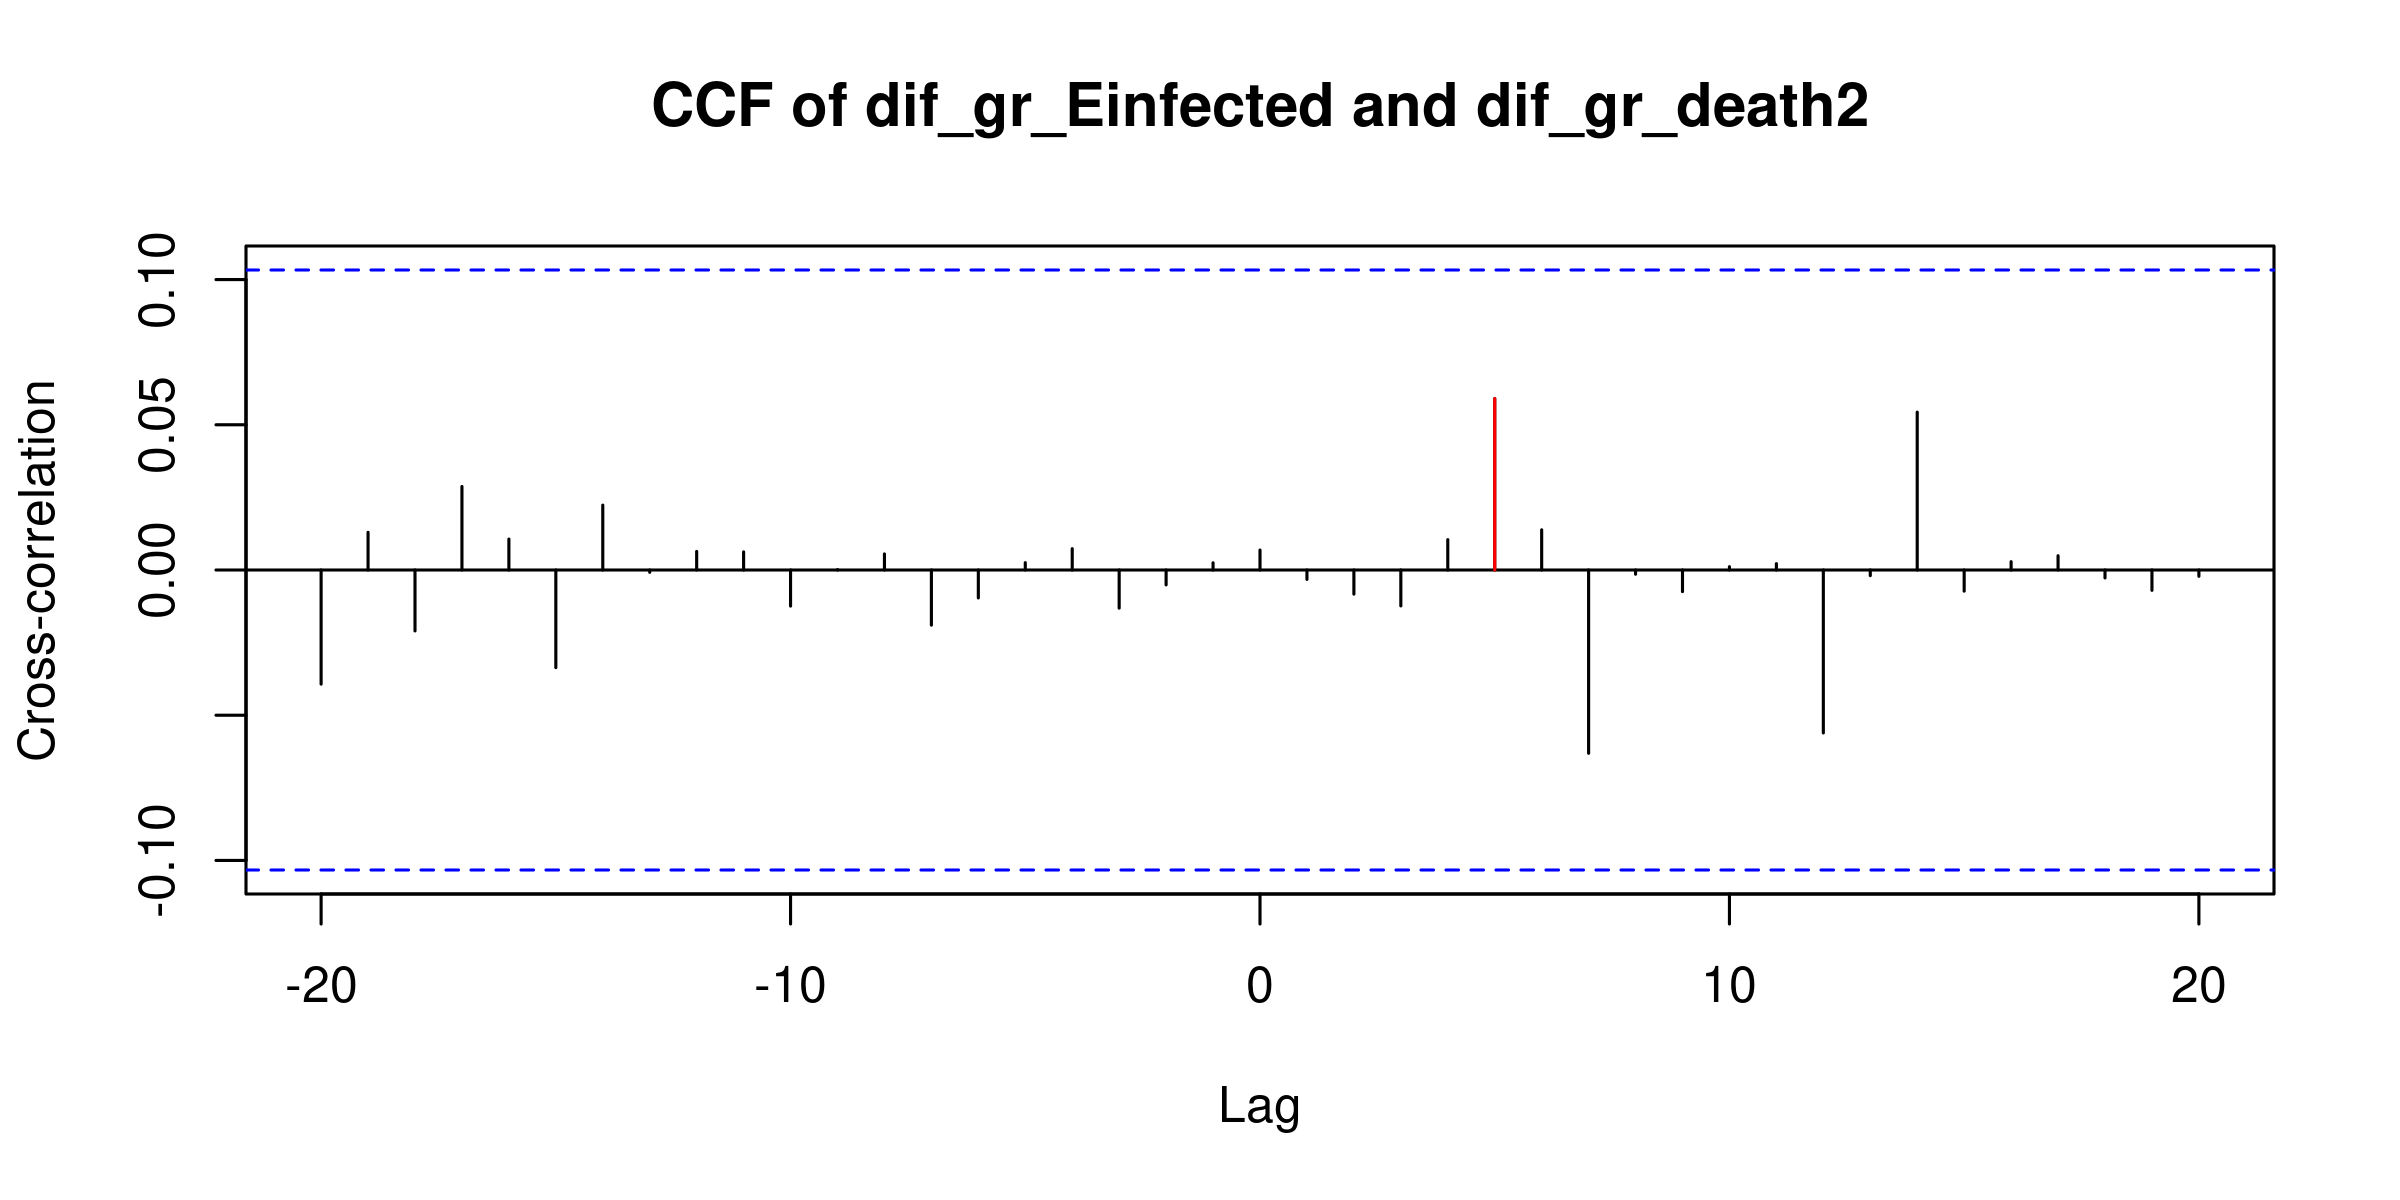 CCF of dif_gr_Einfected and dif_gr_death2
Cross-correlation
0.10
0.05
0.00
-0.10
-20 -10 0 10 20
Lag